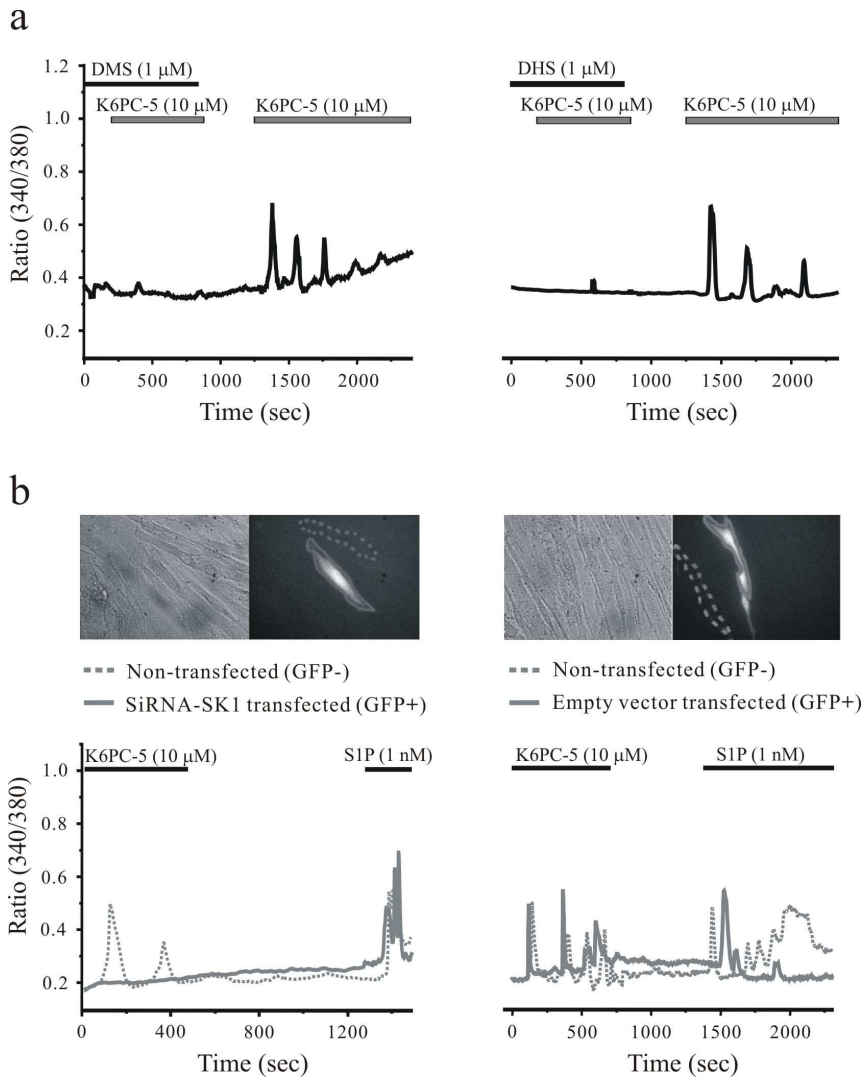 a
DMS (1 μM)
K6PC-5 (10 μM)
K6PC-5 (10 μM)
Ratio (340/380)
1.2
1.0
0.8
0.6
0.4
0.2
0
500
1000
1500
2000
Time (sec)
DHS (1 μM)
K6PC-5 (10 μM)
K6PC-5 (10 μM)
0
500
1000
1500
2000
Time (sec)
b
Non-transfected (GFP-)
SiRNA-SK1 transfected (GFP+)
Non-transfected (GFP-)
Empty vector transfected (GFP+)
K6PC-5 (10 μM)
S1P (1 nM)
Ratio (340/380)
1.0
0.8
0.6
0.4
0.2
0
400
800
1200
Time (sec)
K6PC-5 (10 μM)
S1P (1 nM)
0
500
1000
1500
2000
Time (sec)